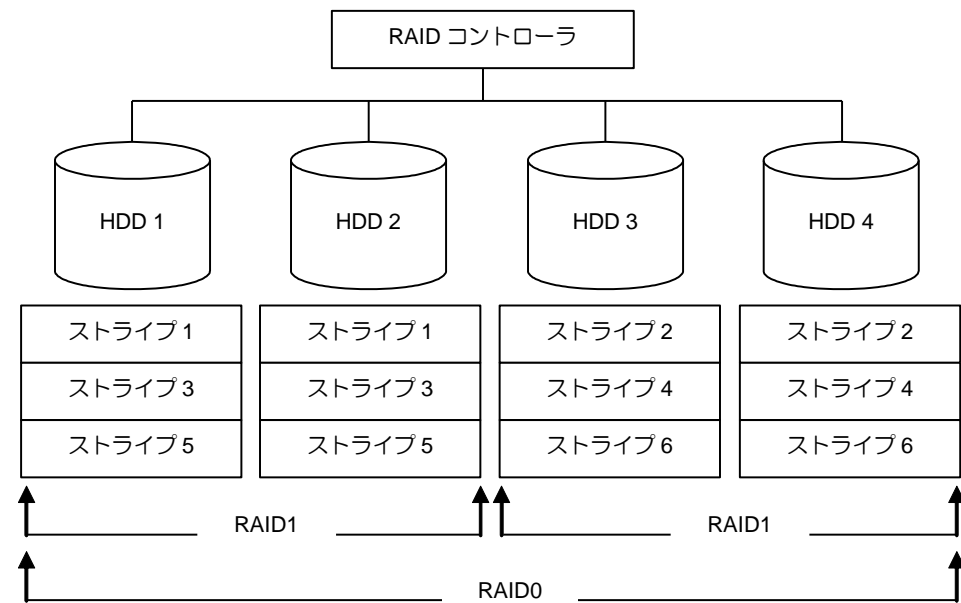 RAID コントローラ
HDD 1
HDD 2
HDD 3
HDD 4
ストライプ 1
ストライプ 1
ストライプ 2
ストライプ 2
ストライプ 3
ストライプ 3
ストライプ 4
ストライプ 4
ストライプ 5
ストライプ 5
ストライプ 6
ストライプ 6
RAID1
RAID1
RAID0